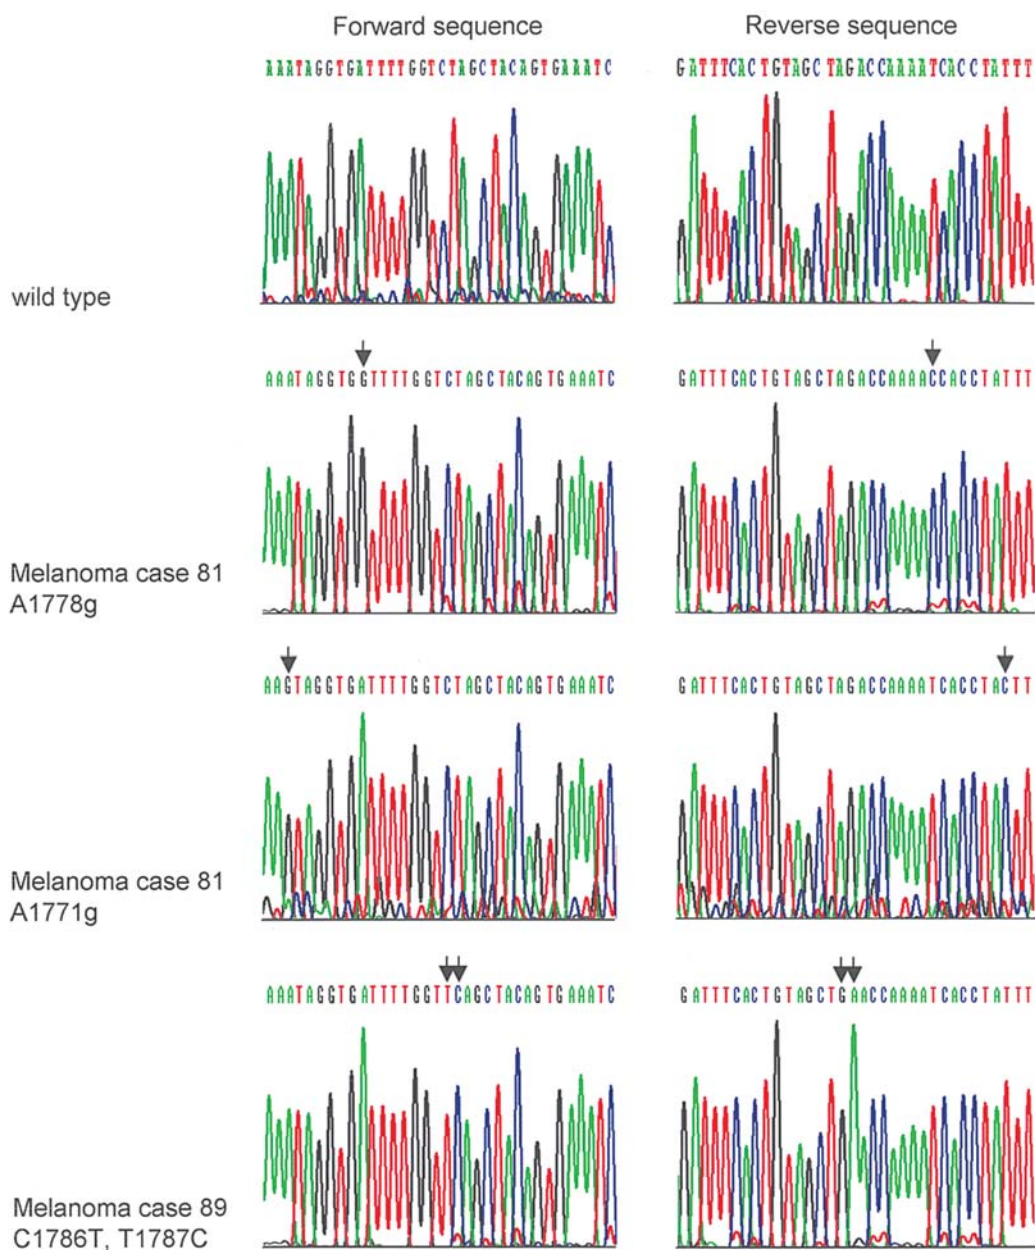 Forward sequence
Reverse sequence
AAATAGGTGATTTTGGTCTAGCTACAGTGAAATC
GATTTCACTGTAGCTAGACCAAAATCACCTATTT
wild type
AAATAGGTGGTTTTGGTCTAGCTACAGTGAAATC
GATTTCACTGTAGCTAGACCAAAACCACCTATTT
Melanoma case 81
A1778g
AAGTAGGTGATTTTGGTCTAGCTACAGTGAAATC
GATTTCACTGTAGCTAGACCAAAATCACCTACTT
Melanoma case 81
A1771g
AAATAGGTGATTTTGGTTCAGCTACAGTGAAATC
GATTTCACTGTAGCTGAACCAAAATCACCTATTT
Melanoma case 89
C1786T, T1787C